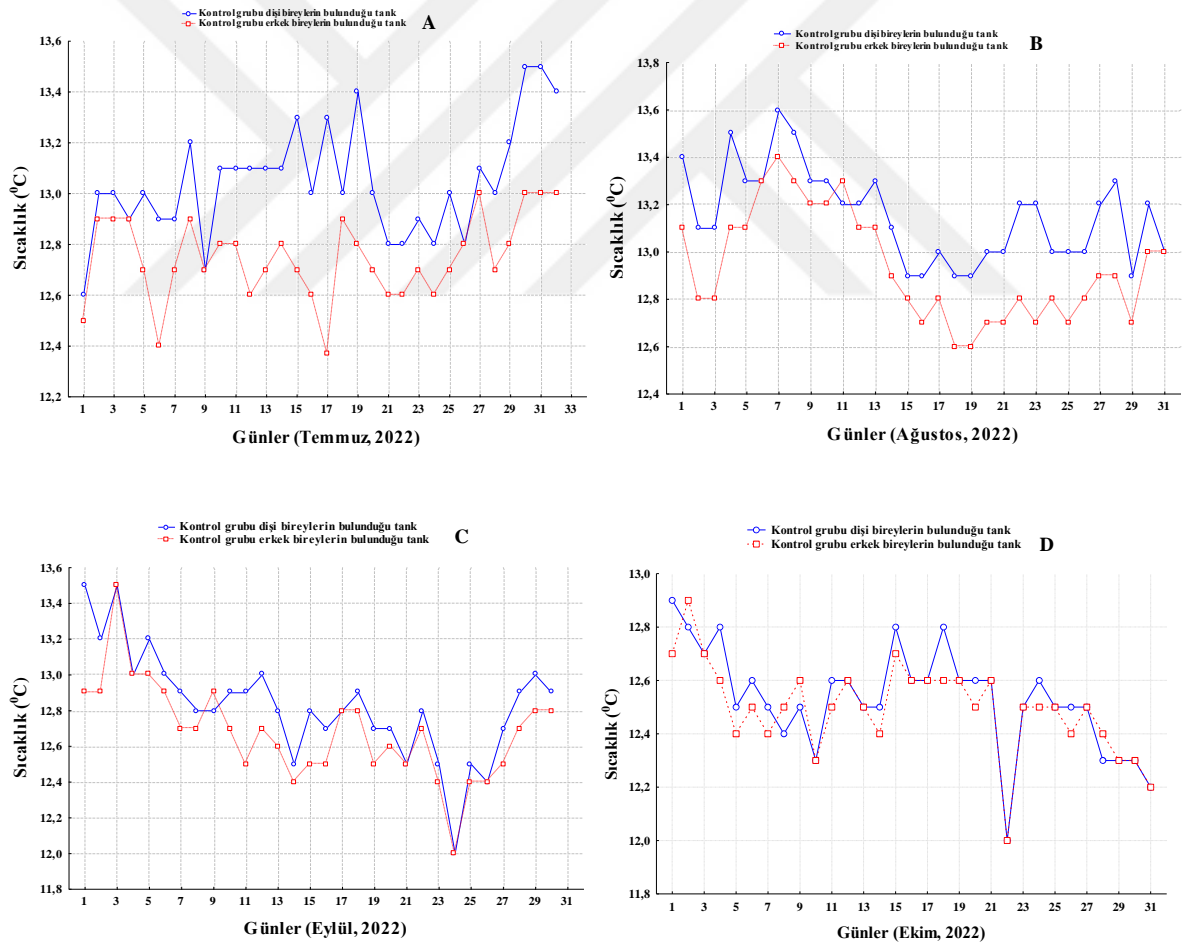 Kontrol grubu dişi bireylerin bulunduğu tank
Kontrol grubu erkek bireylerin bulunduğu tank
A
13,6
13,4
13,2
13,0
12,8
12,6
12,4
12,2
Sıcaklık (⁰C)
1 3 5 7 9 11 13 15 17 19 21 23 25 27 29 31 33
Günler (Temmuz, 2022)
Kontrol grubu dişi bireylerin bulunduğu tank
Kontrol grubu erkek bireylerin bulunduğu tank
B
13,8
13,6
13,4
13,2
13,0
12,8
12,6
12,4
Sıcaklık (⁰C)
1 3 5 7 9 11 13 15 17 19 21 23 25 27 29 31
Günler (Ağustos, 2022)
Kontrol grubu dişi bireylerin bulunduğu tank
Kontrol grubu erkek bireylerin bulunduğu tank
C
13,6
13,4
13,2
13,0
12,8
12,6
12,4
12,2
12,0
11,8
Sıcaklık (⁰C)
1 3 5 7 9 11 13 15 17 19 21 23 25 27 29 31
Günler (Eylül, 2022)
Kontrol grubu dişi bireylerin bulunduğu tank
Kontrol grubu erkek bireylerin bulunduğu tank
D
13,0
12,8
12,6
12,4
12,2
12,0
11,8
Sıcaklık (⁰C)
1 3 5 7 9 11 13 15 17 19 21 23 25 27 29 31
Günler (Ekim, 2022)